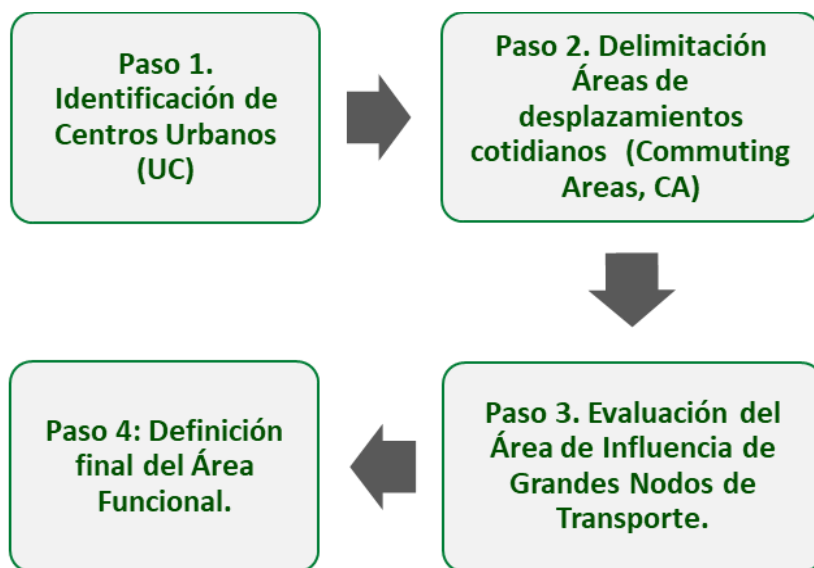 Paso 1.
Identificación de
Centros Urbanos
(UC)
Paso 2. Delimitación
Áreas de
desplazamientos
cotidianos (Commuting
Areas, CA)
Paso 3. Evaluación del
Área de Influencia de
Grandes Nodos de
Transporte.
Paso 4: Definición
final del Área
Funcional.